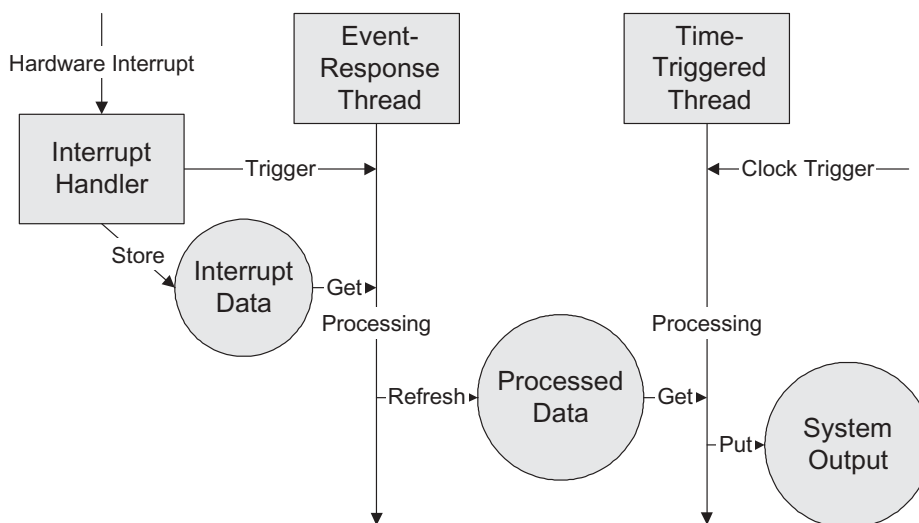 Hardware Interrupt
Interrupt
Handler
Event-
Response
Thread
Time-
Triggered
Thread
Trigger
Clock Trigger
Store
Interrupt
Data
Get
Processing
Processing
Refresh
Processed
Data
Get
Put
System
Output